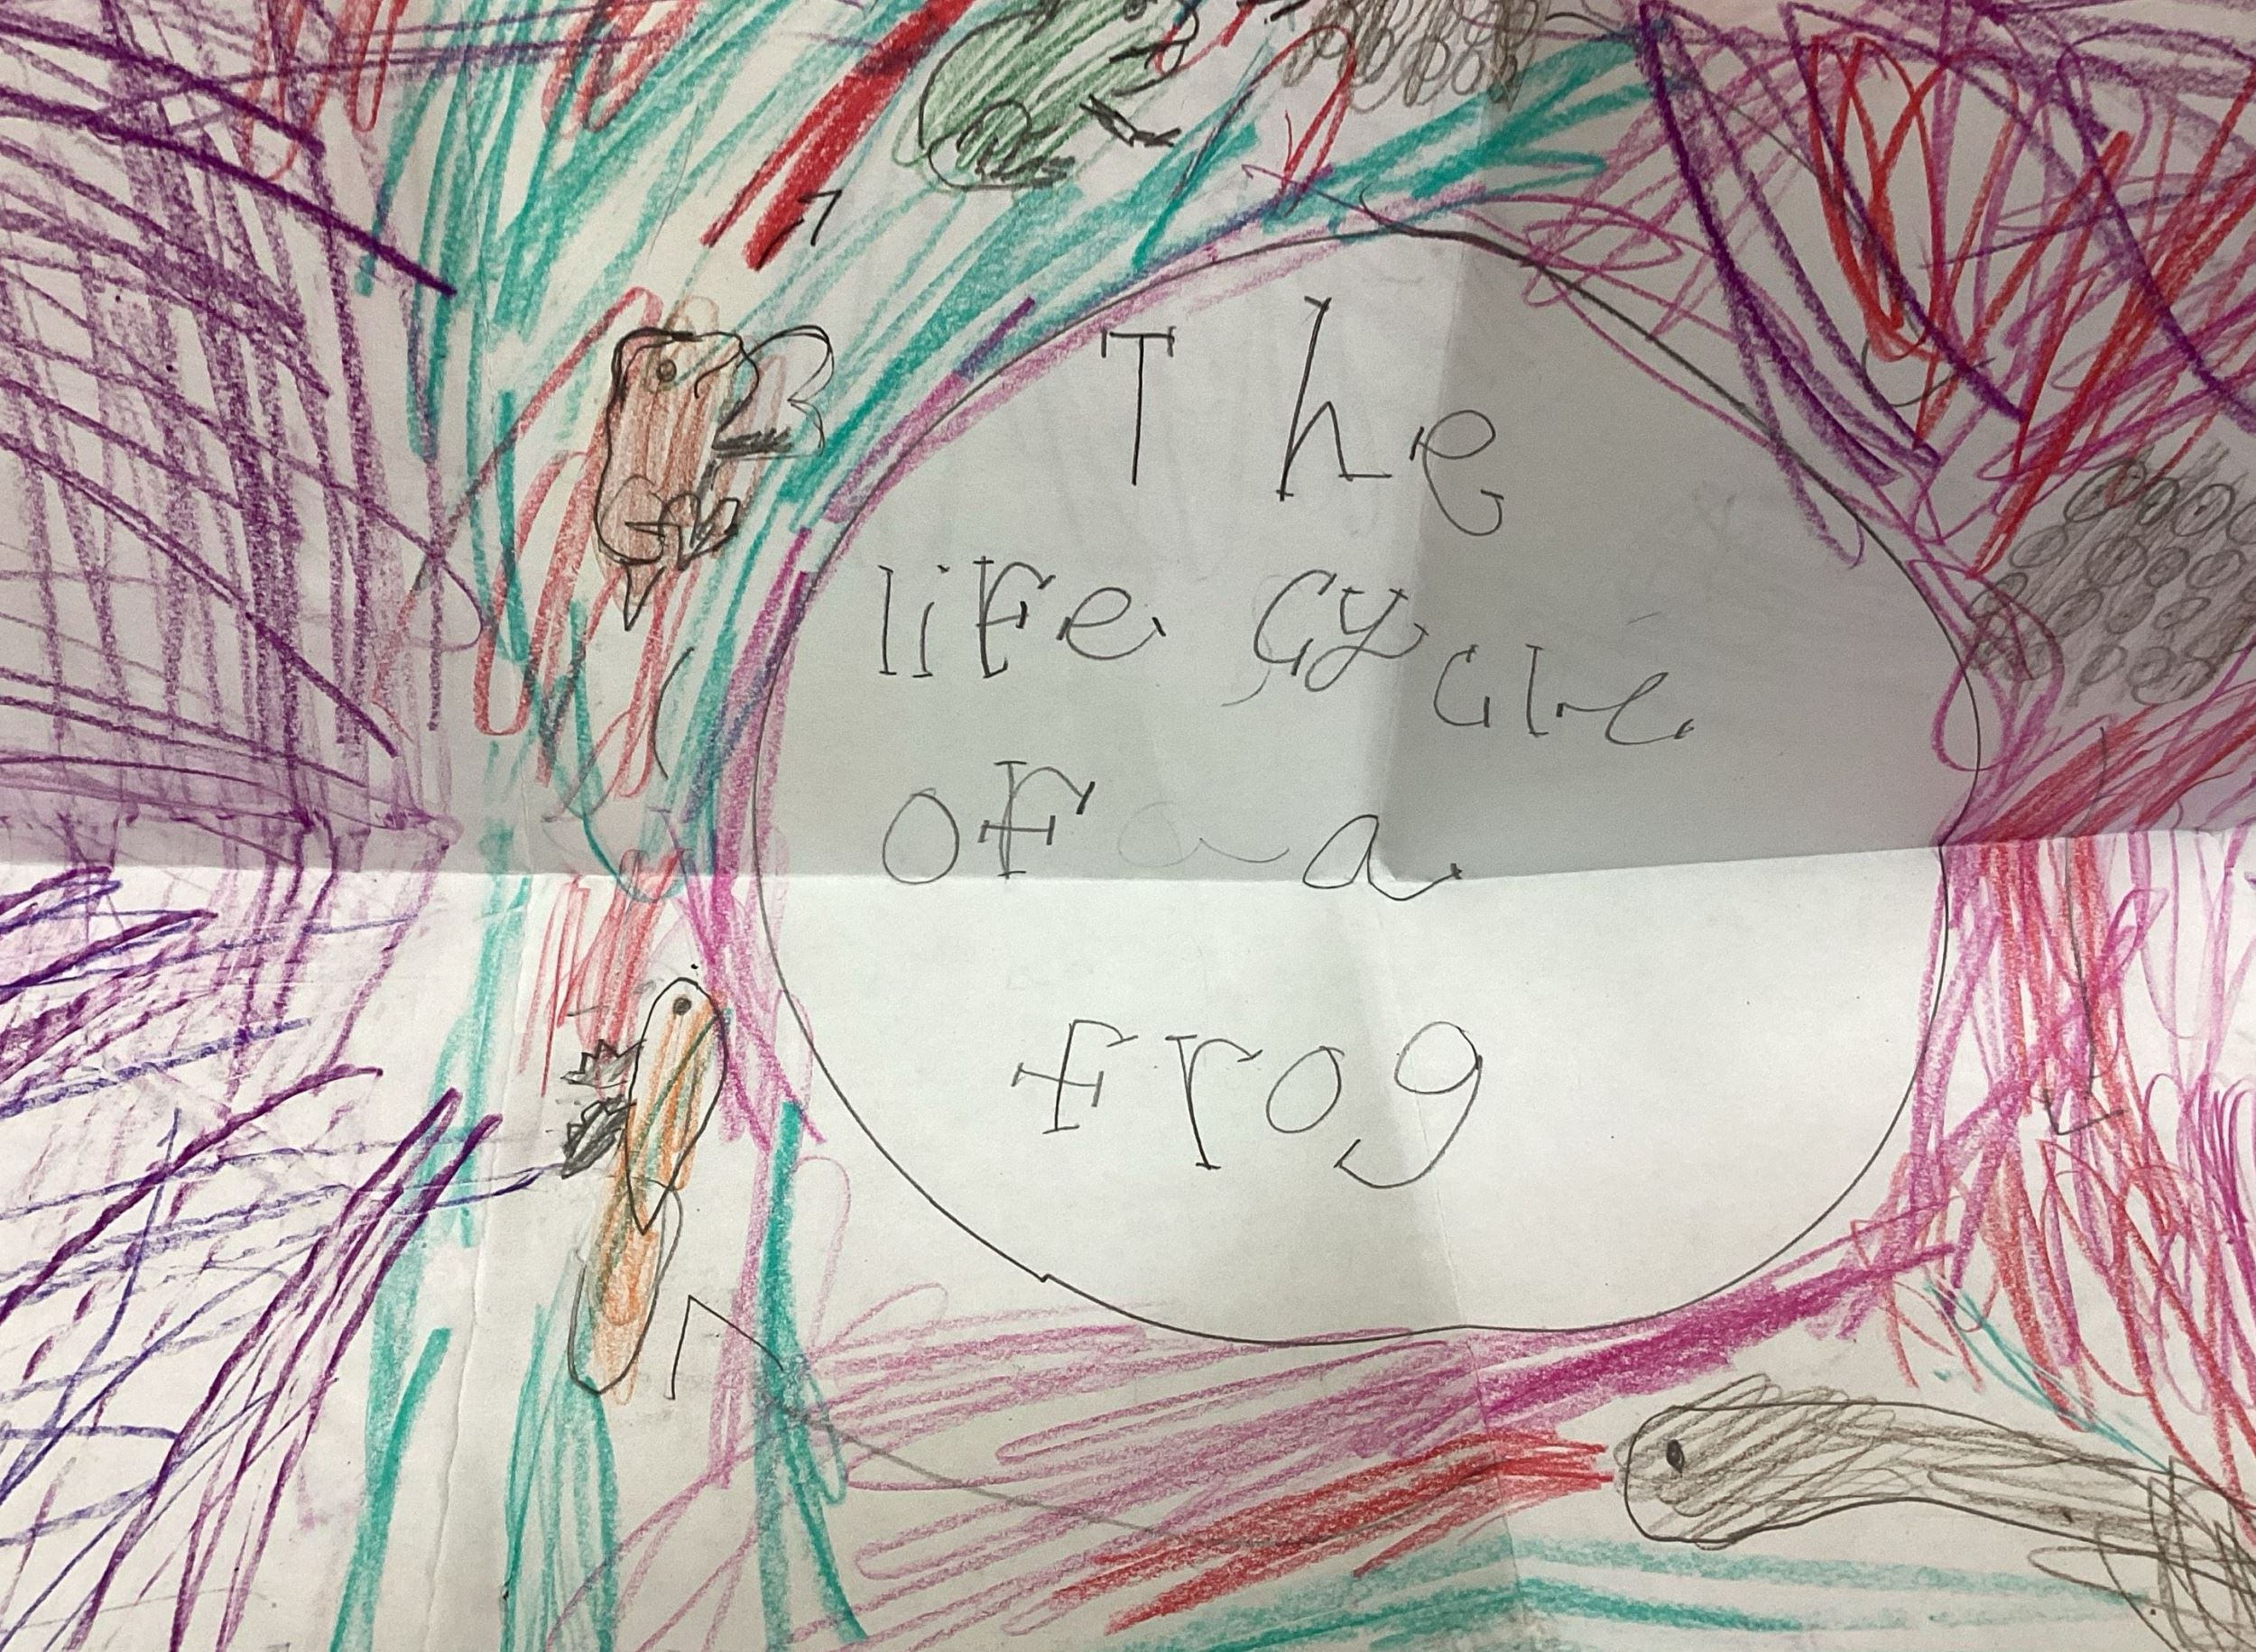 The
life cycle
of a
frog